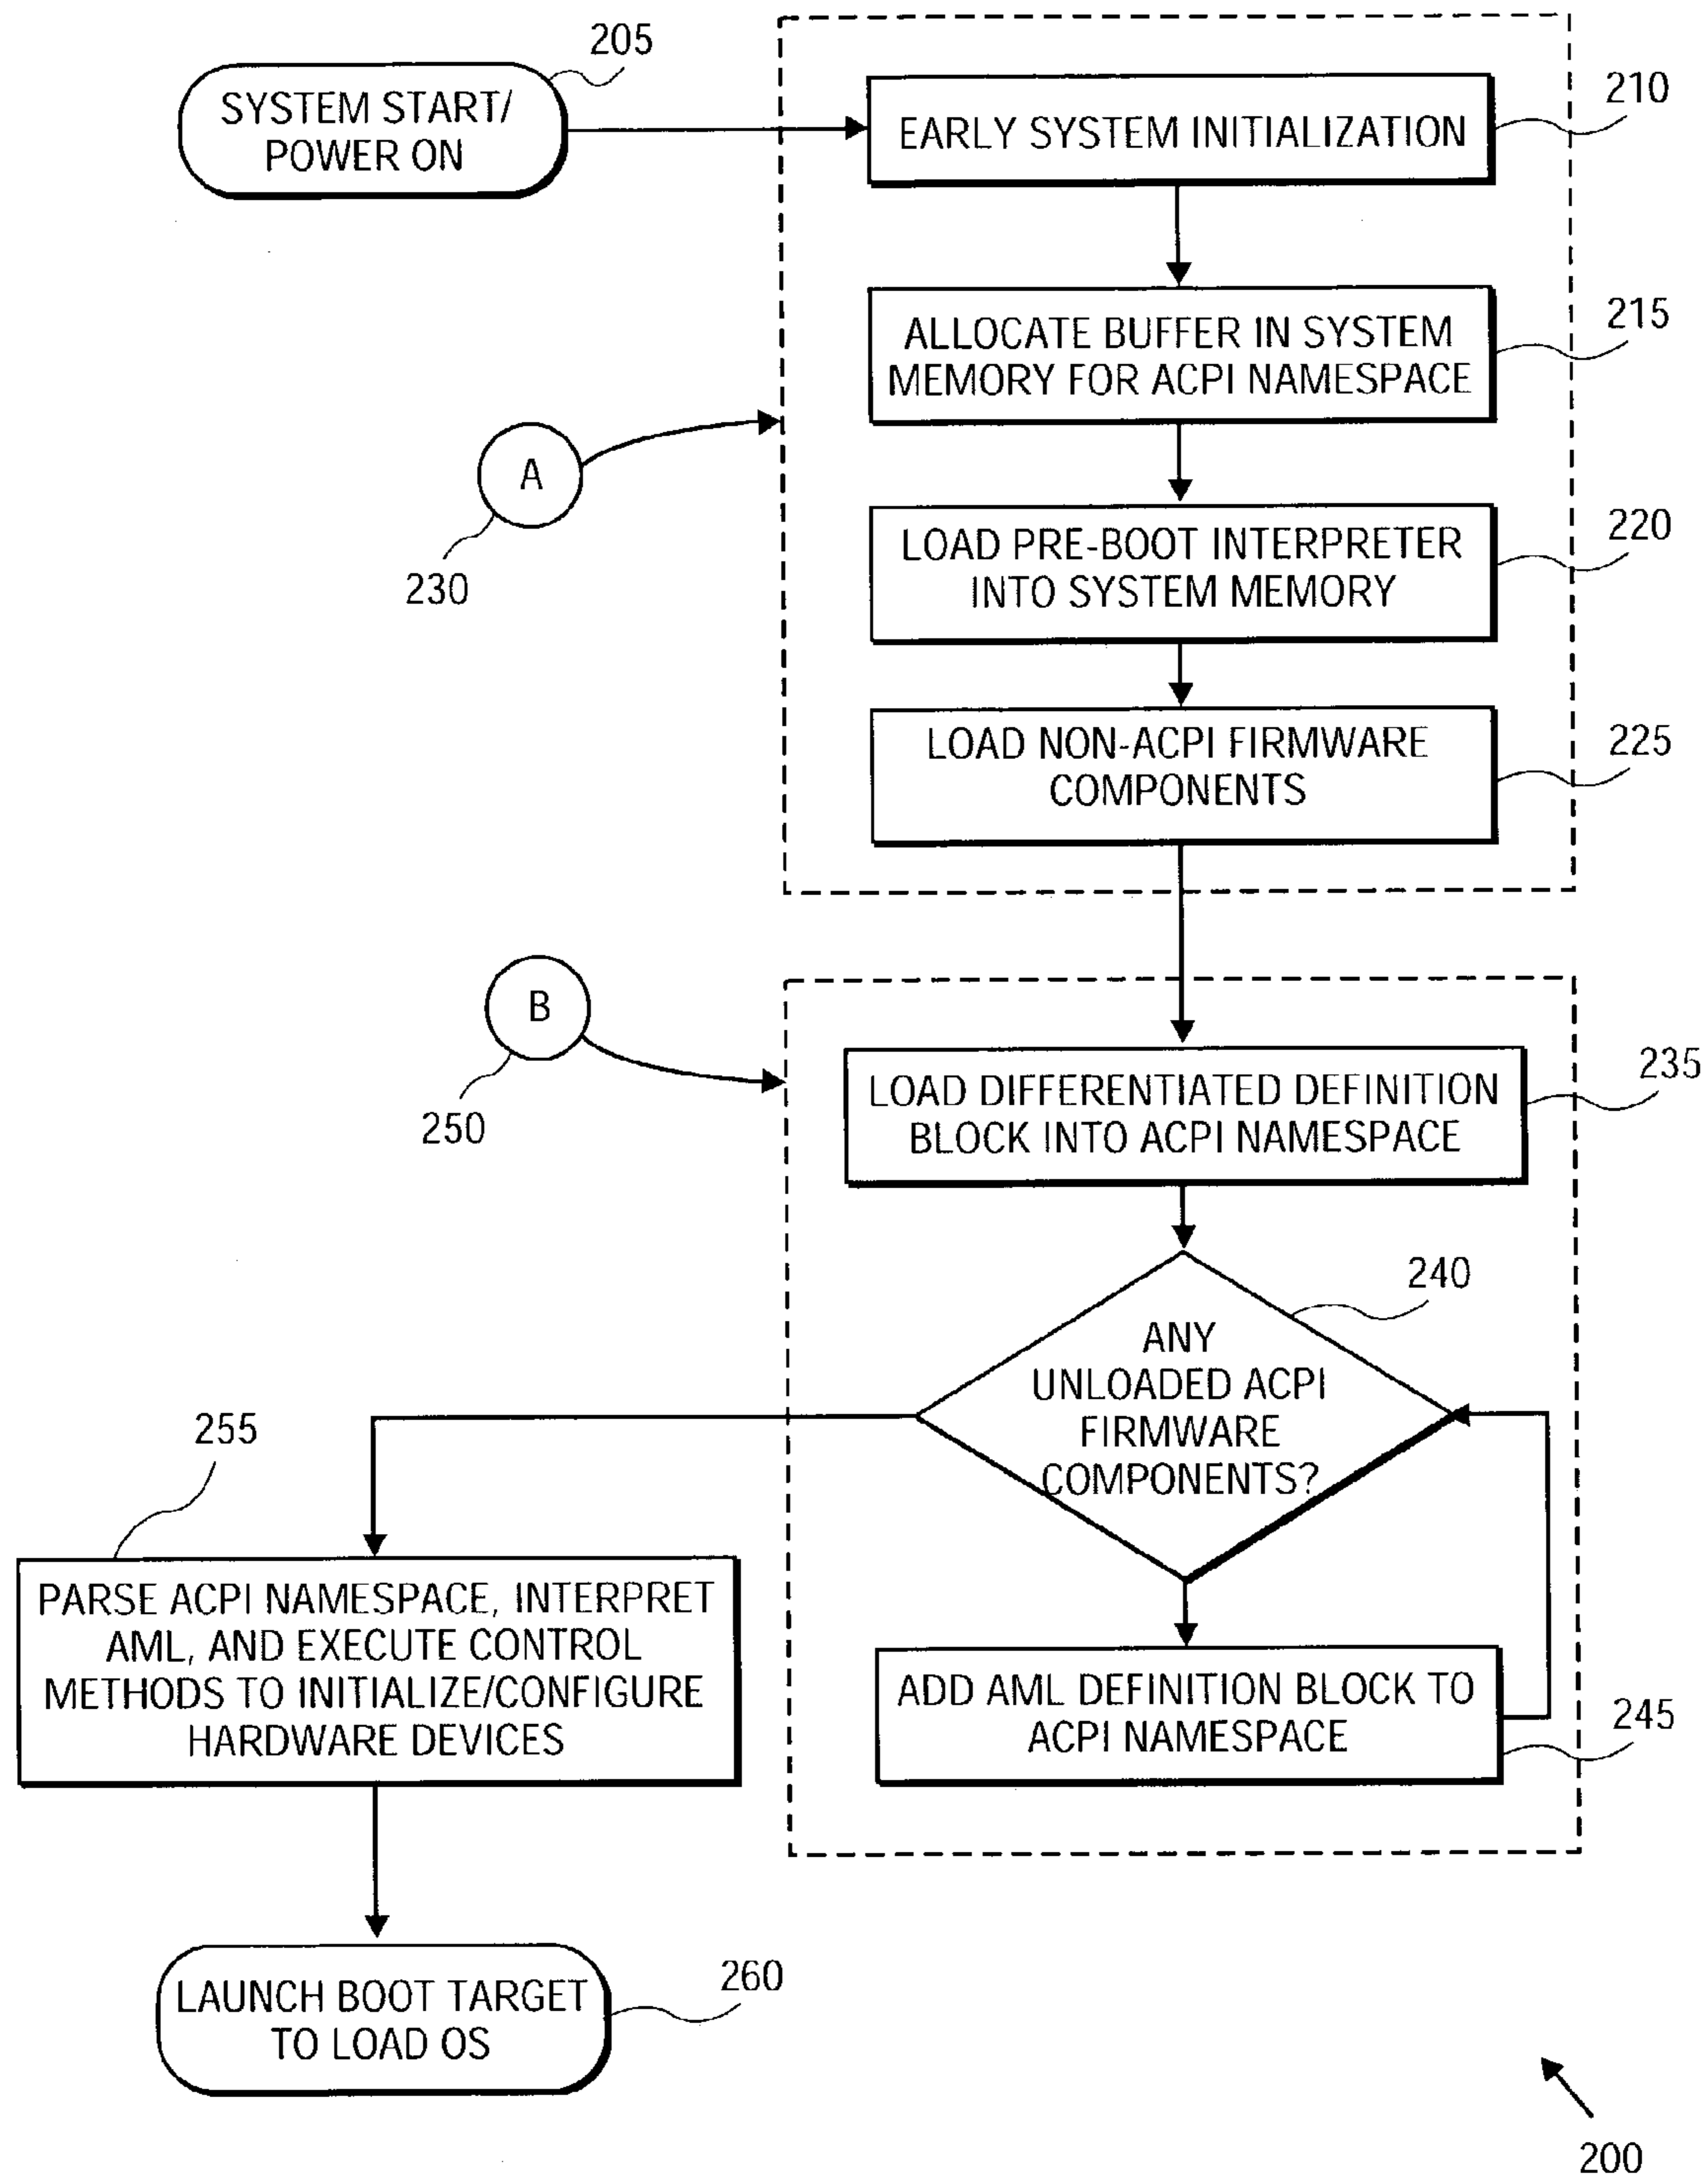 205
SYSTEM START/
POWER ON
210
EARLY SYSTEM INITIALIZATION
215
ALLOCATE BUFFER IN SYSTEM
MEMORY FOR ACPI NAMESPACE
A
230
220
LOAD PRE-BOOT INTERPRETER
INTO SYSTEM MEMORY
225
LOAD NON-ACPI FIRMWARE
COMPONENTS
B
250
235
LOAD DIFFERENTIATED DEFINITION
BLOCK INTO ACPI NAMESPACE
240
ANY
UNLOADED ACPI
FIRMWARE
COMPONENTS?
245
ADD AML DEFINITION BLOCK TO
ACPI NAMESPACE
255
PARSE ACPI NAMESPACE, INTERPRET
AML, AND EXECUTE CONTROL
METHODS TO INITIALIZE/CONFIGURE
HARDWARE DEVICES
260
LAUNCH BOOT TARGET
TO LOAD OS
200